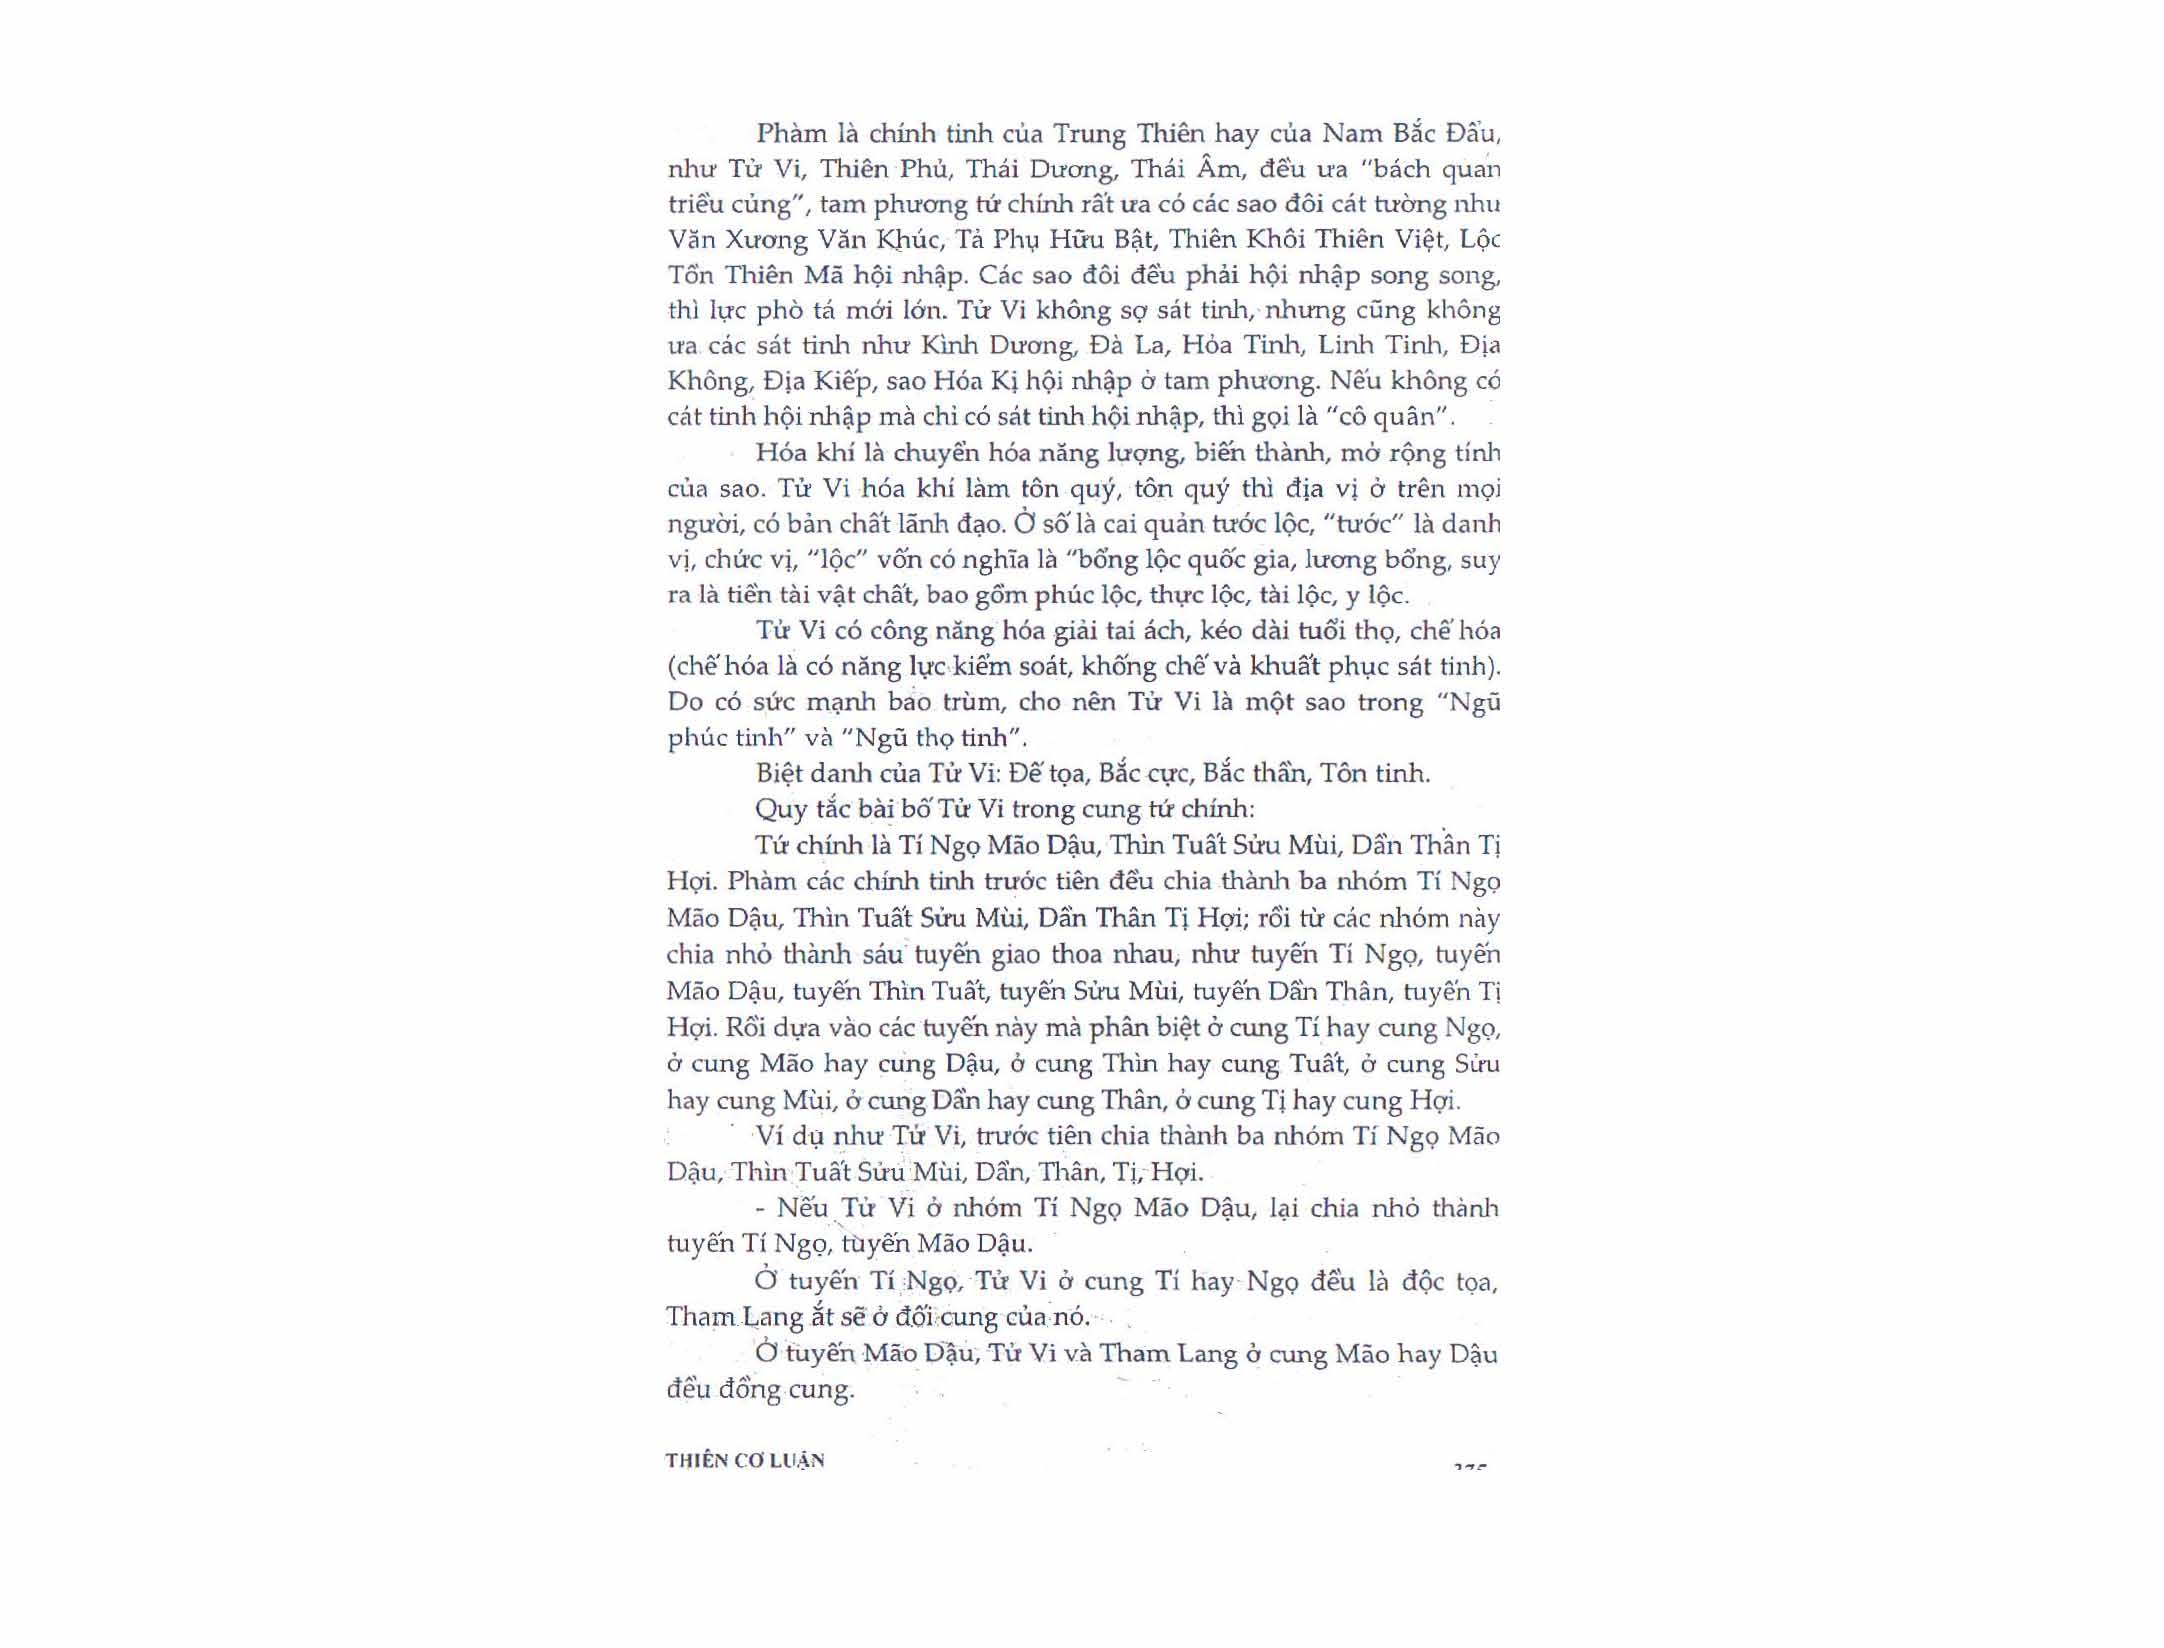 Phàm là chính tinh của Trung Thiên hay của Nam Bắc Đẩu,
như Tử Vi, Thiên Phủ, Thái Dương, Thái Âm, đều ưa "bách quan
triều củng", tam phương tứ chính rất ưa có các sao đôi cát tường như
Văn Xương Văn Khúc, Tả Phụ Hữu Bật, Thiên Khôi Thiên Việt, Lộc
Tồn Thiên Mã hội nhập. Các sao đôi đều phải hội nhập song song,
thì lực phò tá mới lớn. Tử Vi không sợ sát tinh, nhưng cũng không
ưa các sát tinh như Kình Dương, Đà La, Hỏa Tinh, Linh Tinh, Địa
Không, Địa Kiếp, sao Hóa Kị hội nhập ở tam phương. Nếu không có
cát tinh hội nhập mà chỉ có sát tinh hội nhập, thì gọi là "cô quân".
Hóa khí là chuyển hóa năng lượng, biến thành, mở rộng tính
của sao. Tử Vi hóa khí làm tôn quý, tôn quý thì địa vị ở trên mọi
người, có bản chất lãnh đạo. Ở số là cai quản tước lộc, "tước" là danh
vị, chức vị, "lộc" vốn có nghĩa là "bổng lộc quốc gia, lương bổng, suy
ra là tiền tài vật chất, bao gồm phúc lộc, thực lộc, tài lộc, y lộc.
Tử Vi có công năng hóa giải tai ách, kéo dài tuổi thọ, chế hóa
(chế hóa là có năng lực kiểm soát, khống chế và khuất phục sát tinh).
Do có sức mạnh bao trùm, cho nên Tử Vi là một sao trong "Ngũ
phúc tinh" và "Ngũ thọ tinh".
Biệt danh của Tử Vi: Đế tọa, Bắc cực, Bắc thần, Tôn tinh.
Quy tắc bài bố Tử Vi trong cung tứ chính:
Tứ chính là Tí Ngọ Mão Dậu, Thìn Tuất Sửu Mùi, Dần Thân Tị
Hợi. Phàm các chính tinh trước tiên đều chia thành ba nhóm Tí Ngọ
Mão Dậu, Thìn Tuất Sửu Mùi, Dần Thân Tị Hợi; rồi từ các nhóm này
chia nhỏ thành sáu tuyến giao thoa nhau, như tuyến Tí Ngọ, tuyến
Mão Dậu, tuyến Thìn Tuất, tuyến Sửu Mùi, tuyến Dần Thân, tuyến Tị
Hợi. Rồi dựa vào các tuyến này mà phân biệt ở cung Tí hay cung Ngọ,
ở cung Mão hay cung Dậu, ở cung Thìn hay cung Tuất, ở cung Sửu
hay cung Mùi, ở cung Dần hay cung Thân, ở cung Tị hay cung Hợi.
Ví dụ như Tử Vi, trước tiên chia thành ba nhóm Tí Ngọ Mão
Dậu, Thìn Tuất Sửu Mùi, Dần, Thân, Tị, Hợi.
- Nếu Tử Vi ở nhóm Tí Ngọ Mão Dậu, lại chia nhỏ thành
tuyến Tí Ngọ, tuyến Mão Dậu.
Ở tuyến Tí Ngọ, Tử Vi ở cung Tí hay Ngọ đều là độc tọa,
Tham Lang ắt sẽ ở đối cung của nó.
Ở tuyến Mão Dậu, Tử Vi và Tham Lang ở cung Mão hay Dậu
đều đồng cung.
THIÊN CƠ LUẬN